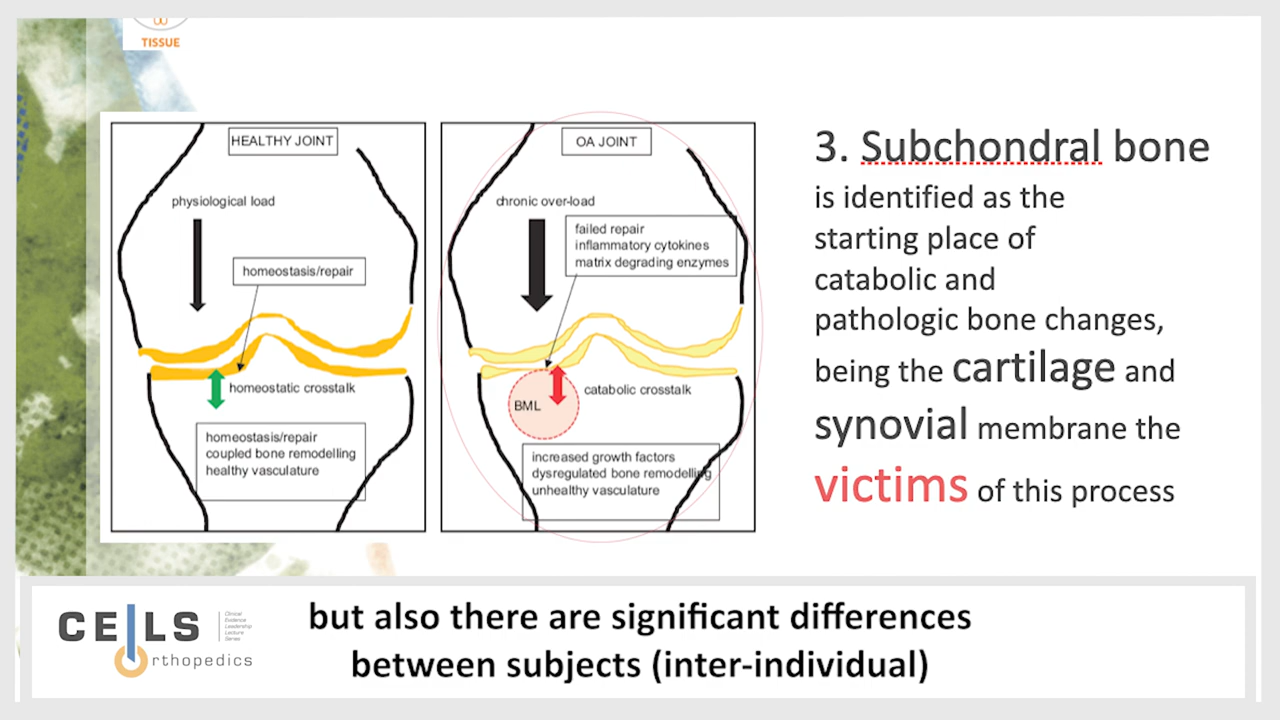 TISSUE
HEALTHY JOINT
physiological load
homeostasis/repair
homeostatic crosstalk
homeostasis/repair
coupled bone remodelling
healthy vasculature
OA JOINT
chronic over-load
failed repair
inflammatory cytokines
matrix degrading enzymes
BML
catabolic crosstalk
increased growth factors
dysregulated bone remodelling
unhealthy vasculature
3. Subchondral bone
is identified as the
starting place of
catabolic and
pathologic bone changes,
being the cartilage and
synovial membrane the
victims of this process
CELLS
Clinical
Evidence
Leadership
Lecture
Series
Orthopedics
but also there are significant differences
between subjects (inter-individual)